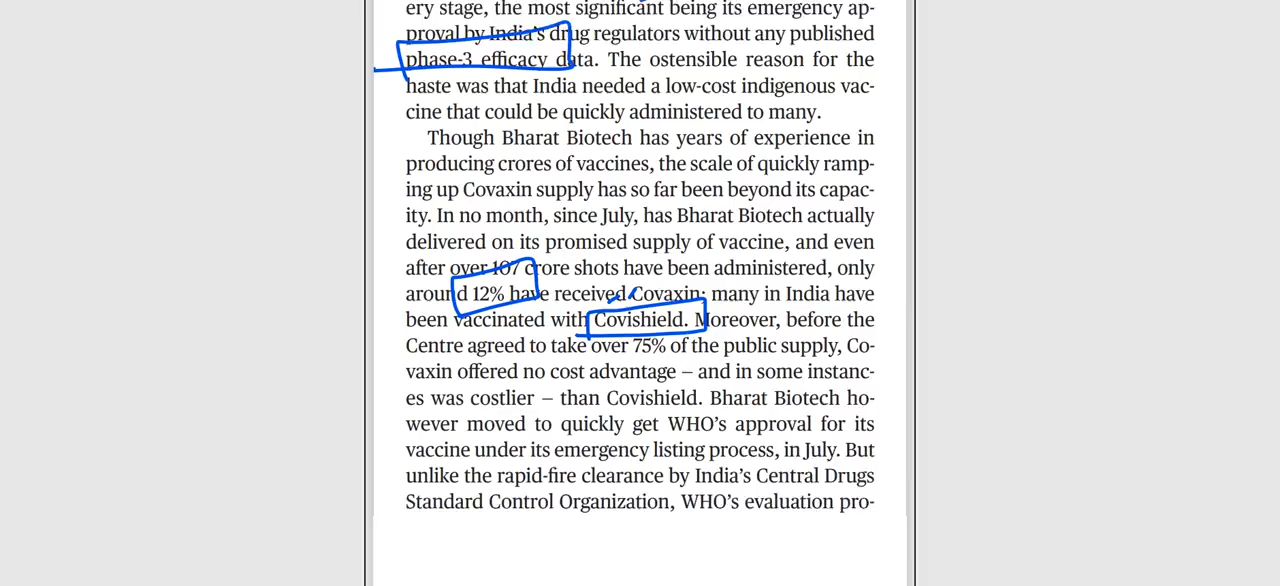 ery stage, the most significant being its emergency ap-
proval by India's drug regulators without any published
phase-3 efficacy data. The ostensible reason for the
haste was that India needed a low-cost indigenous vac-
cine that could be quickly administered to many.
Though Bharat Biotech has years of experience in
producing crores of vaccines, the scale of quickly ramp-
ing up Covaxin supply has so far been beyond its capac-
ity. In no month, since July, has Bharat Biotech actually
delivered on its promised supply of vaccine, and even
after over 107 crore shots have been administered, only
around 12% have received Covaxin; many in India have
been vaccinated with Covishield. Moreover, before the
Centre agreed to take over 75% of the public supply, Co-
vaxin offered no cost advantage – and in some instanc-
es was costlier – than Covishield. Bharat Biotech ho-
wever moved to quickly get WHO's approval for its
vaccine under its emergency listing process, in July. But
unlike the rapid-fire clearance by India's Central Drugs
Standard Control Organization, WHO's evaluation pro-